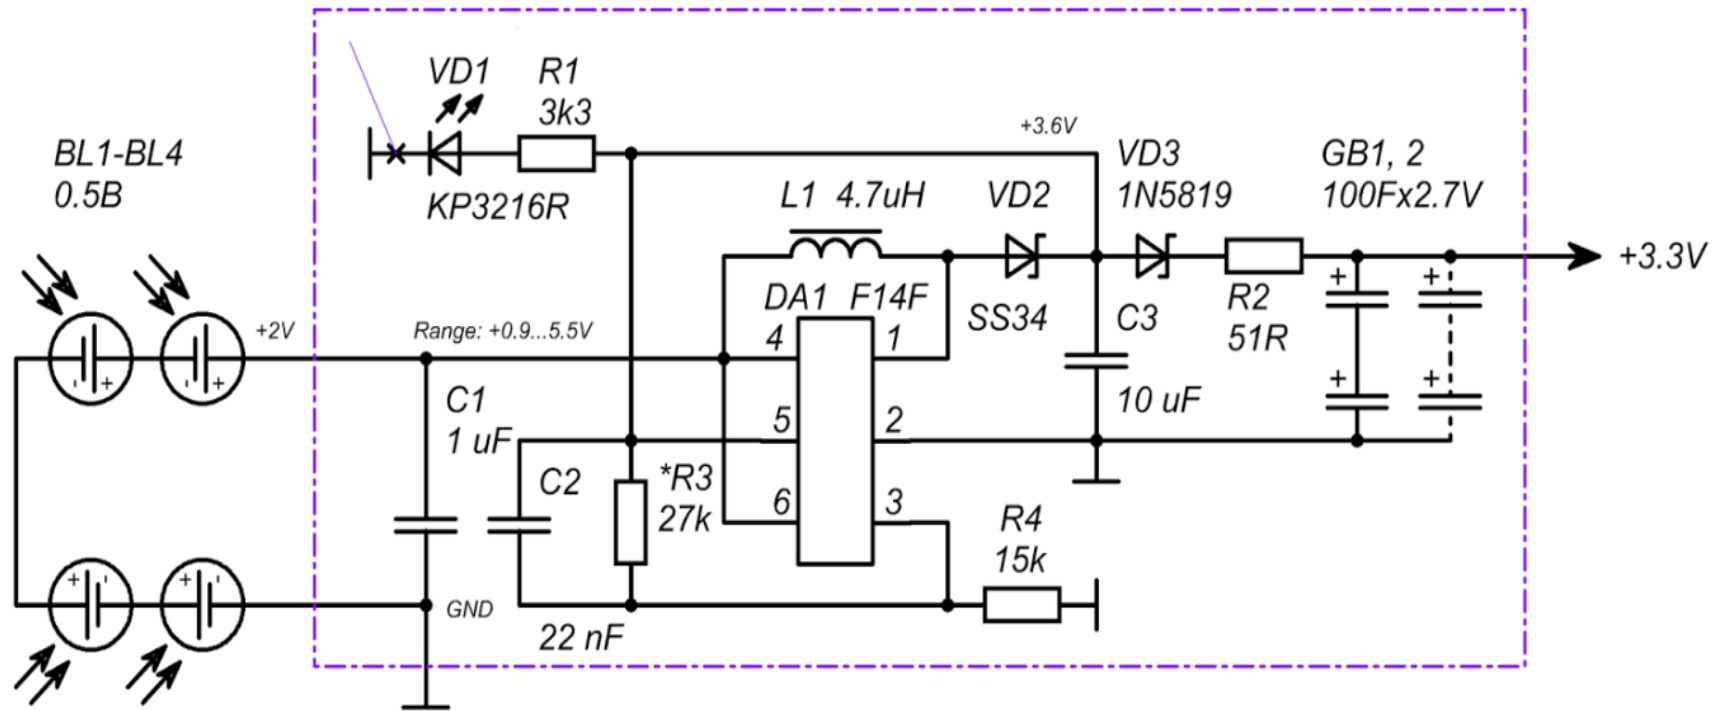 VD1
R1
3k3
KP3216R
BL1-BL4
0.5В
+3.6V
VD3
1N5819
GB1, 2
100Fx2.7V
L1 4.7uH
VD2
SS34
DA1 F14F
C3
10 uF
R2
51R
+3.3V
+2V
Range: +0.9...5.5V
4
1
5
2
6
3
C1
1 uF
C2
22 nF
*R3
27k
R4
15k
GND
- +
- +
+ -
+ -
+
+
+
+